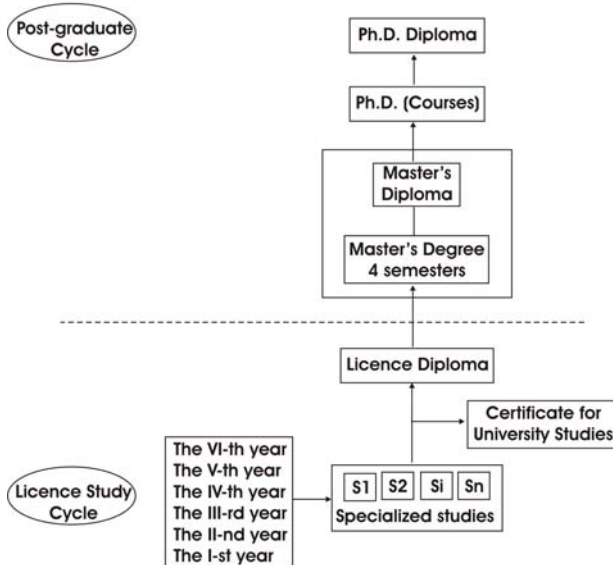 Post-graduate
Cycle
Ph.D. Diploma
Ph.D. (Courses)
Master's
Diploma
Master's Degree
4 semesters
Licence Diploma
Certificate for
University Studies
The VI-th year
The V-th year
The IV-th year
The III-rd year
The II-nd year
The I-st year
S1 S2 Si Sn
Specialized studies
Licence Study
Cycle